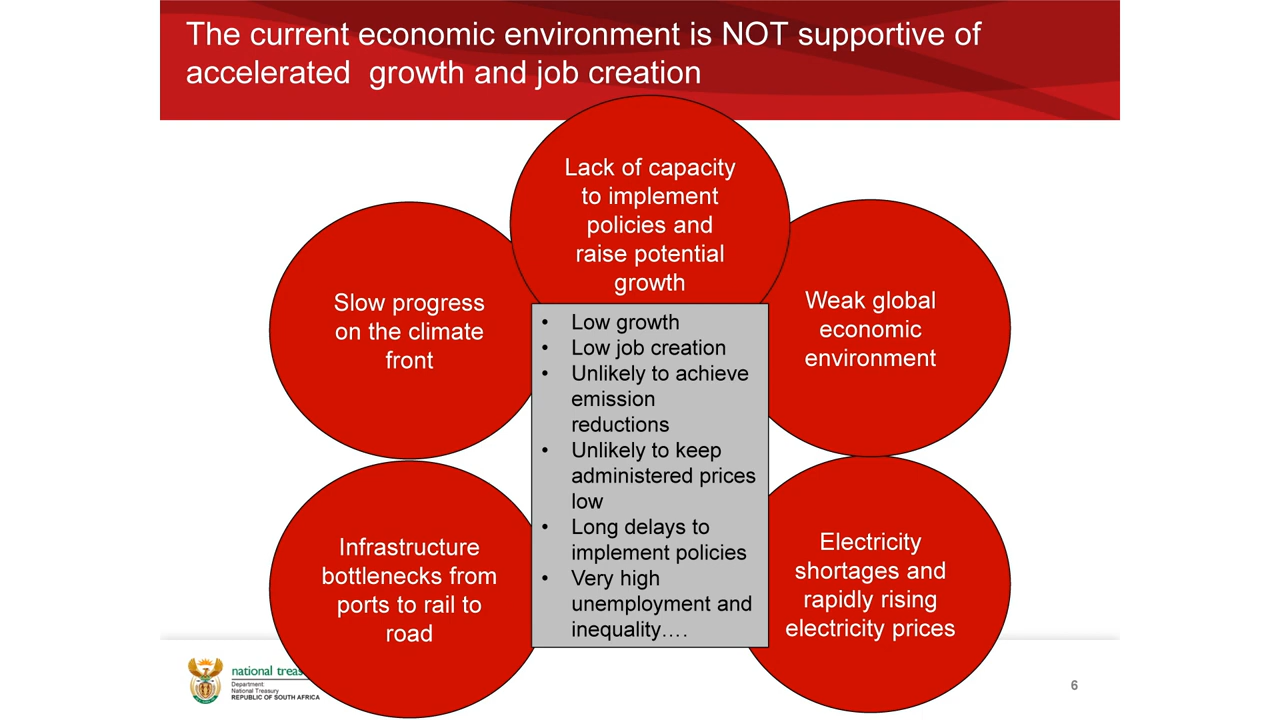 The current economic environment is NOT supportive of
accelerated growth and job creation
Lack of capacity
to implement
policies and
raise potential
growth
Slow progress
on the climate
front
Weak global
economic
environment
• Low growth
• Low job creation
• Unlikely to achieve
emission
reductions
• Unlikely to keep
administered prices
low
• Long delays to
implement policies
• Very high
unemployment and
inequality….
Infrastructure
bottlenecks from
ports to rail to
road
Electricity
shortages and
rapidly rising
electricity prices
national
Department
National Treasury
REPUBLIC OF SOUTH AFRICA
6